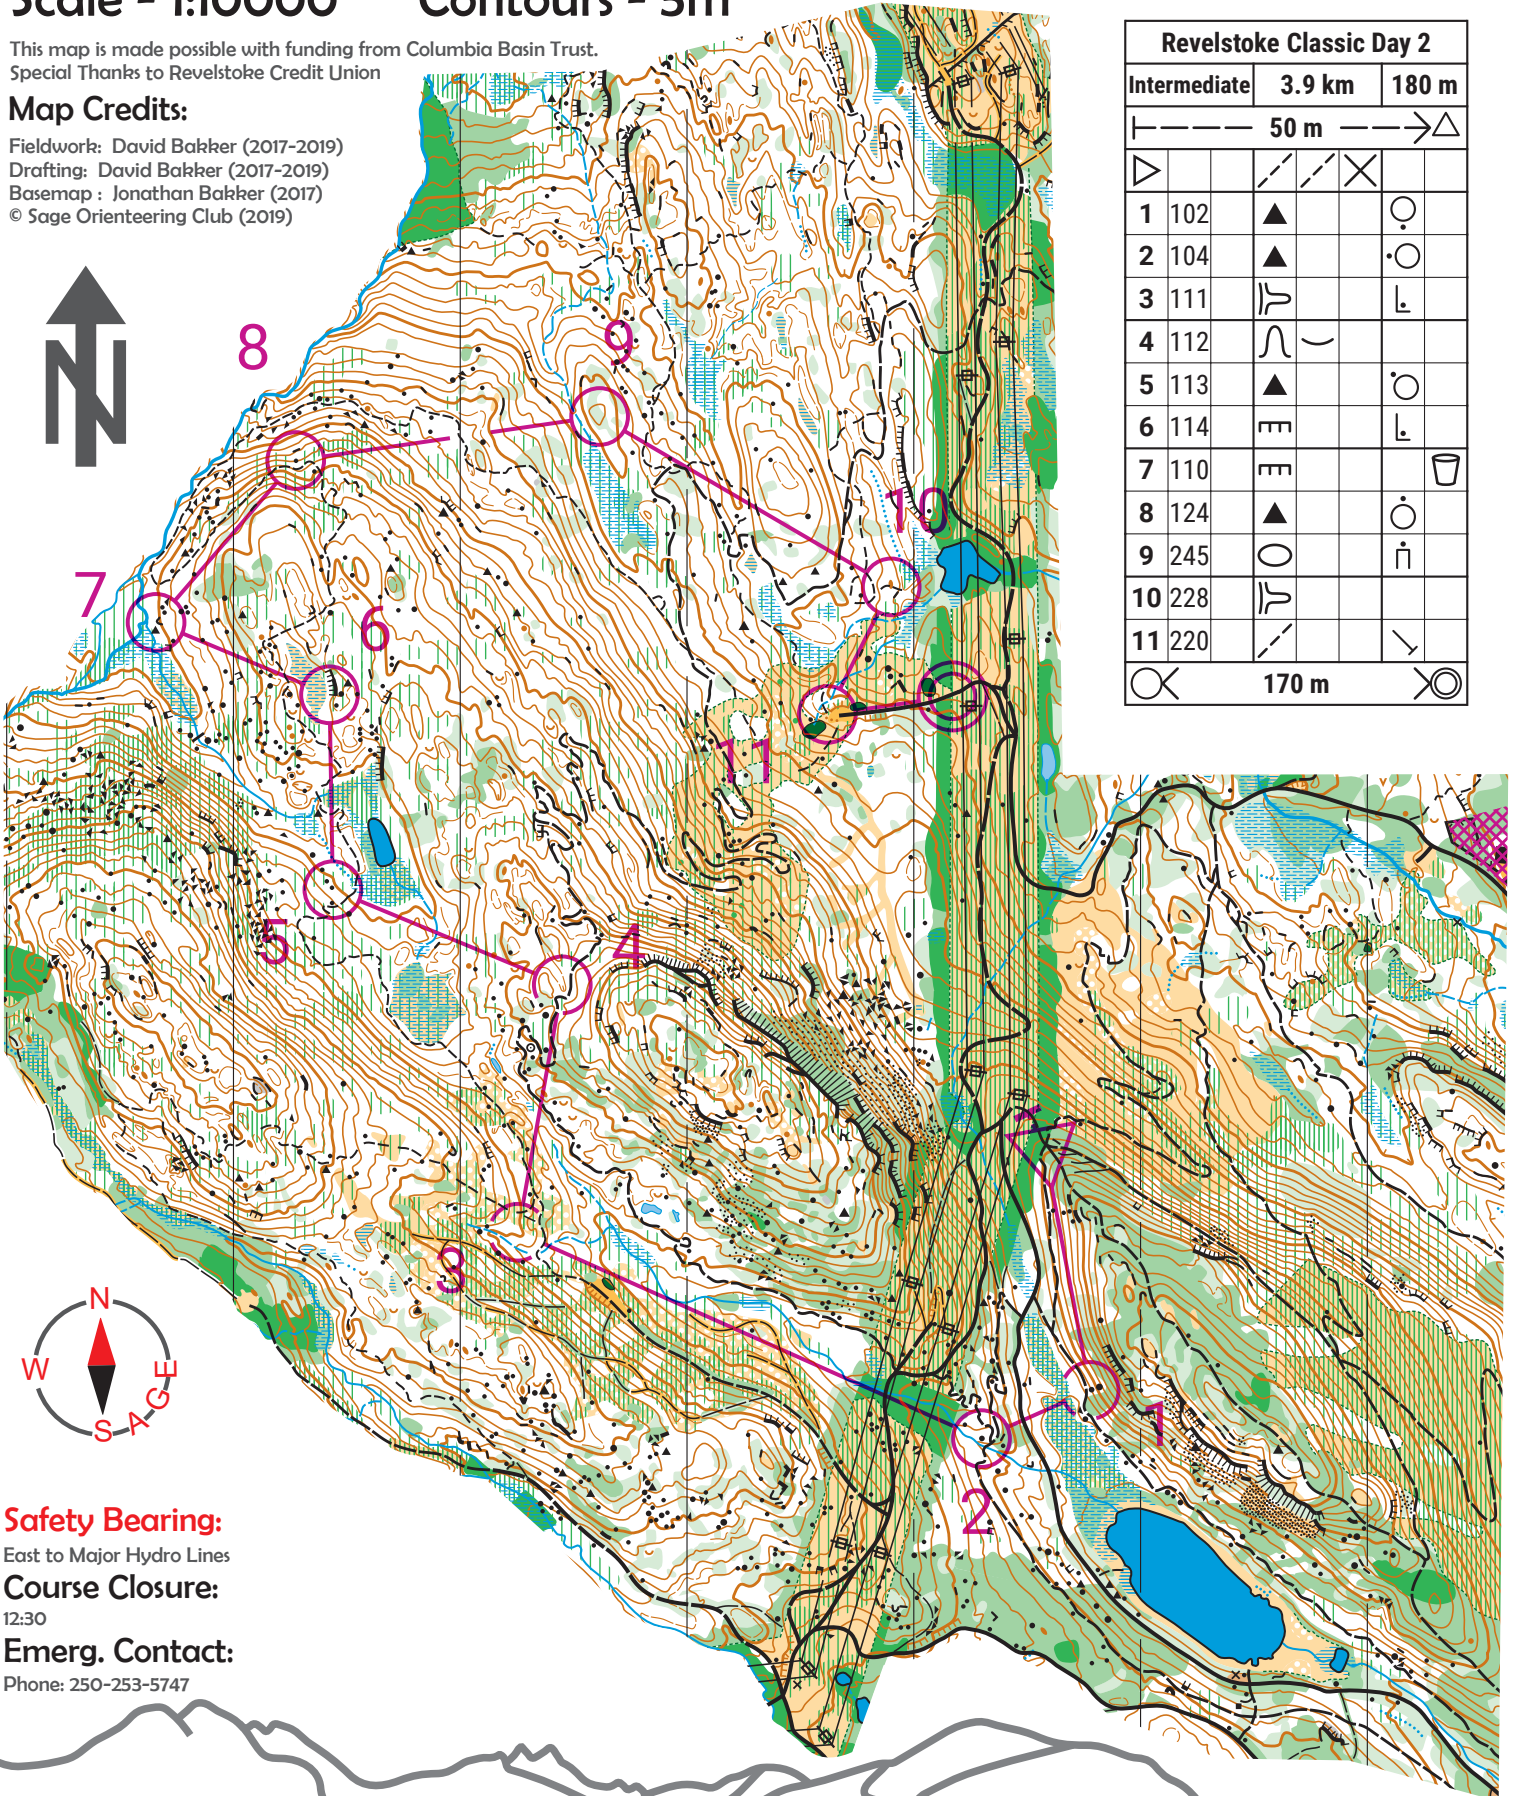 Scale - 1:10000 Contours - 5m
This map is made possible with funding from Columbia Basin Trust.
Special Thanks to Revelstoke Credit Union
Map Credits:
Fieldwork: David Bakker (2017-2019)
Drafting: David Bakker (2017-2019)
Basemap : Jonathan Bakker (2017)
© Sage Orienteering Club (2019)
N
Revelstoke Classic Day 2
Intermediate 3.9 km 180 m
50 m
1 102
2 104
3 111
4 112
5 113
6 114
7 110
8 124
9 245
10 228
11 220
170 m
8
9
10
7
6
11
5
4
3
1
2
N
W
S A G E
Safety Bearing:
East to Major Hydro Lines
Course Closure:
12:30
Emerg. Contact:
Phone: 250-253-5747